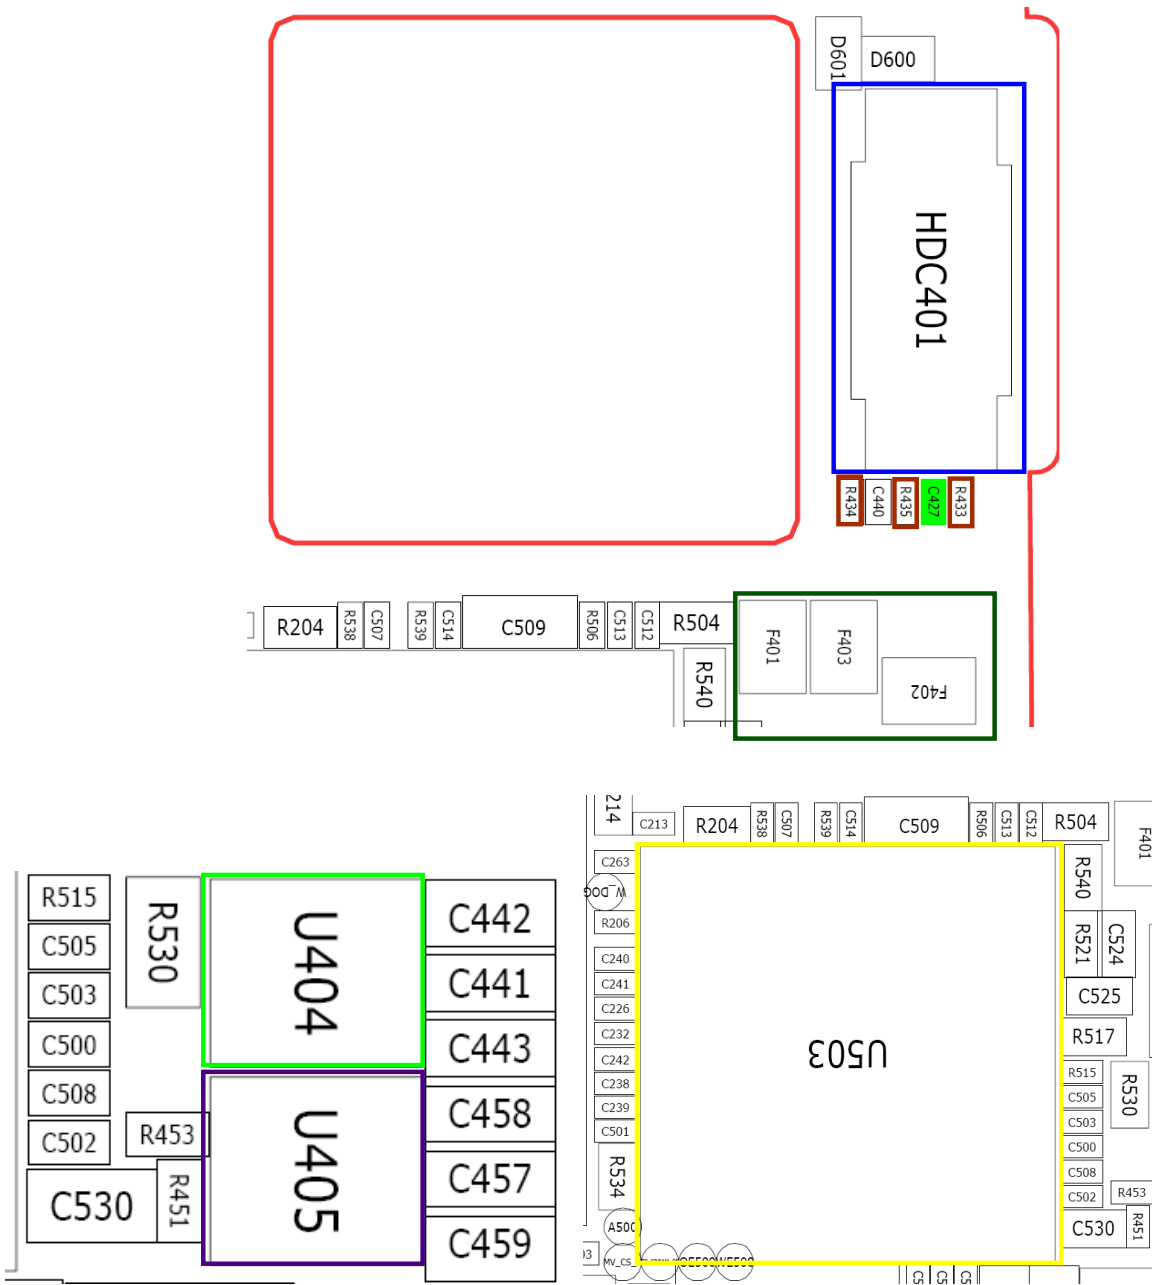 D601
D600
HDC401
R434
C440
R435
C427
R433
R204
R538
C507
R539
C514
C509
R506
C513
C512
R504
R540
F401
F403
F402
R515
C505
C503
C500
C508
C502
C530
R530
R453
R451
U404
U405
C442
C441
C443
C458
C457
C459
C213
R204
R538
C507
R539
C514
C509
R506
C513
C512
R504
F401
C263
W_DOG
R206
C240
C241
C226
C232
C242
C238
C239
C501
R534
A500
MV_CS_
U503
R540
R521
C524
C525
R517
R515
C505
C503
C500
C508
C502
C530
R530
R453
R451